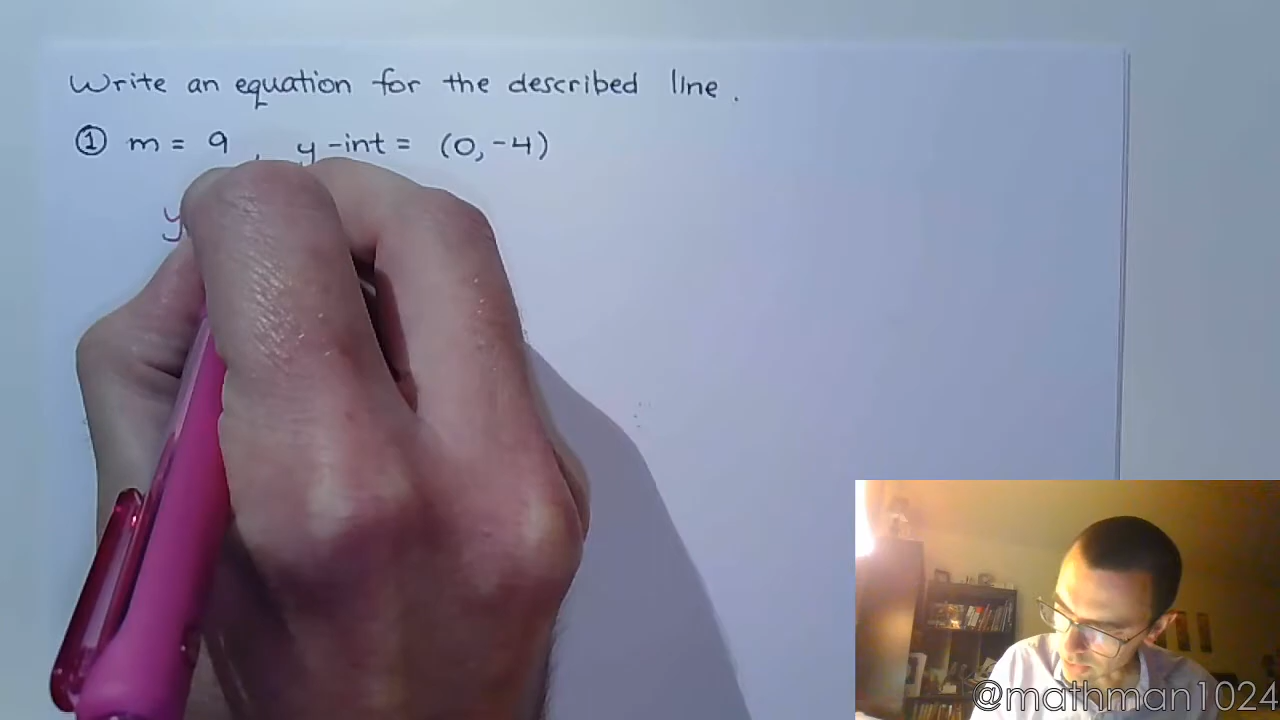 Write an equation for the described line.
① m = 9, y-int = (0, -4)
y
@mathman1024